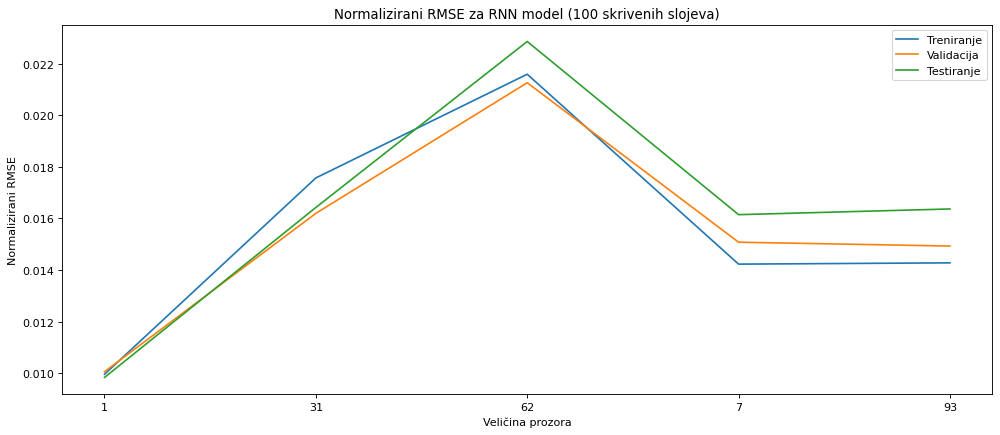 Normalizirani RMSE za RNN model (100 skrivenih slojeva)
Treniranje
Validacija
Testiranje
Normalizirani RMSE
0.022
0.020
0.018
0.016
0.014
0.012
0.010
1 31 62 7 93
Veličina prozora